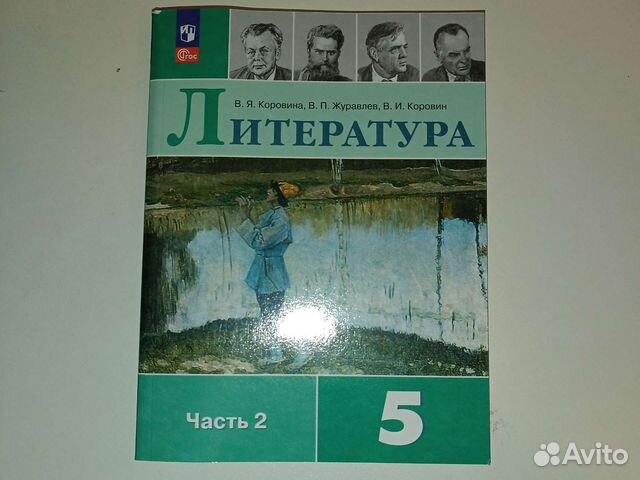 ФГОС
В. Я. Коровина, В. П. Журавлев, В. И. Коровин
ЛИТЕРАТУРА
Часть 2
5
Avito